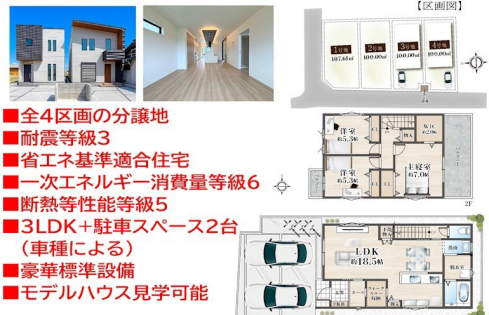 【区画図】
1号地
107.61㎡
2号地
100.00㎡
3号地
100.00㎡
4号地
100.00㎡
■全4区画の分譲地
■耐震等級3
■省エネ基準適合住宅
■一次エネルギー消費量等級6
■断熱等性能等級5
■3LDK+駐車スペース2台
（車種による）
■豪華標準設備
■モデルハウス見学可能
洋室
約5.3帖
洋室
約5.3帖
主寝室
約7.0帖
2F
LDK
約18.5帖